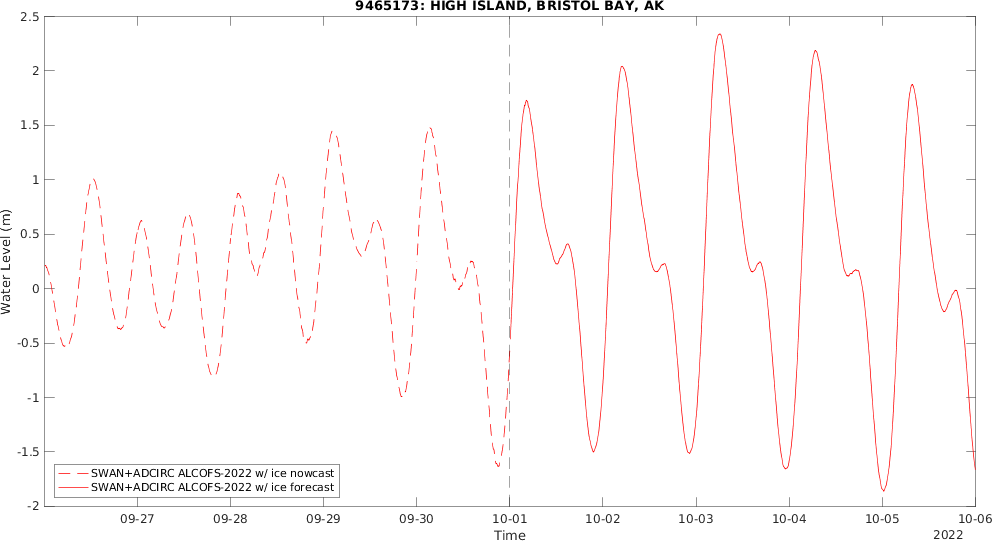 9465173: HIGH ISLAND, BRISTOL BAY, AK
2.5
2
1.5
1
0.5
0
-0.5
-1
-1.5
-2
Water Level (m)
SWAN+ADCIRC ALCOFS-2022 w/ ice nowcast
SWAN+ADCIRC ALCOFS-2022 w/ ice forecast
09-27 09-28 09-29 09-30 10-01 10-02 10-03 10-04 10-05 10-06
Time
2022